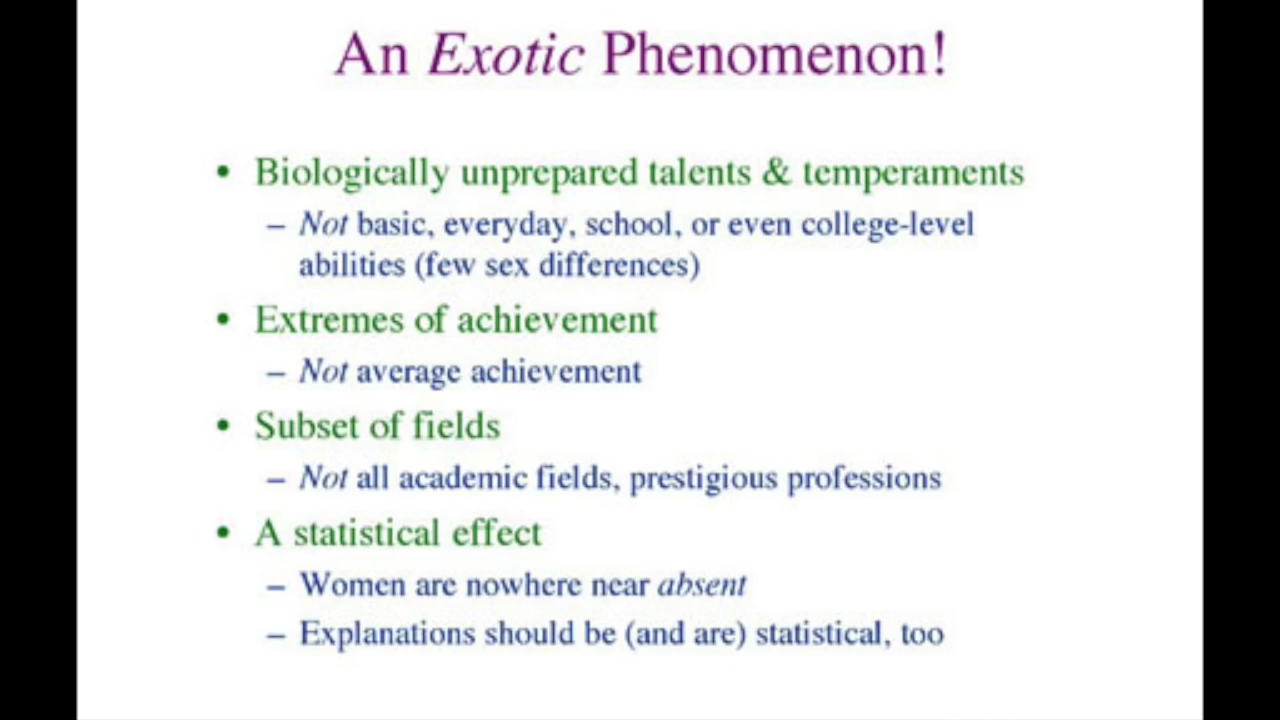 An Exotic Phenomenon!
• Biologically unprepared talents & temperaments
– Not basic, everyday, school, or even college-level
abilities (few sex differences)
• Extremes of achievement
– Not average achievement
• Subset of fields
– Not all academic fields, prestigious professions
• A statistical effect
– Women are nowhere near absent
– Explanations should be (and are) statistical, too